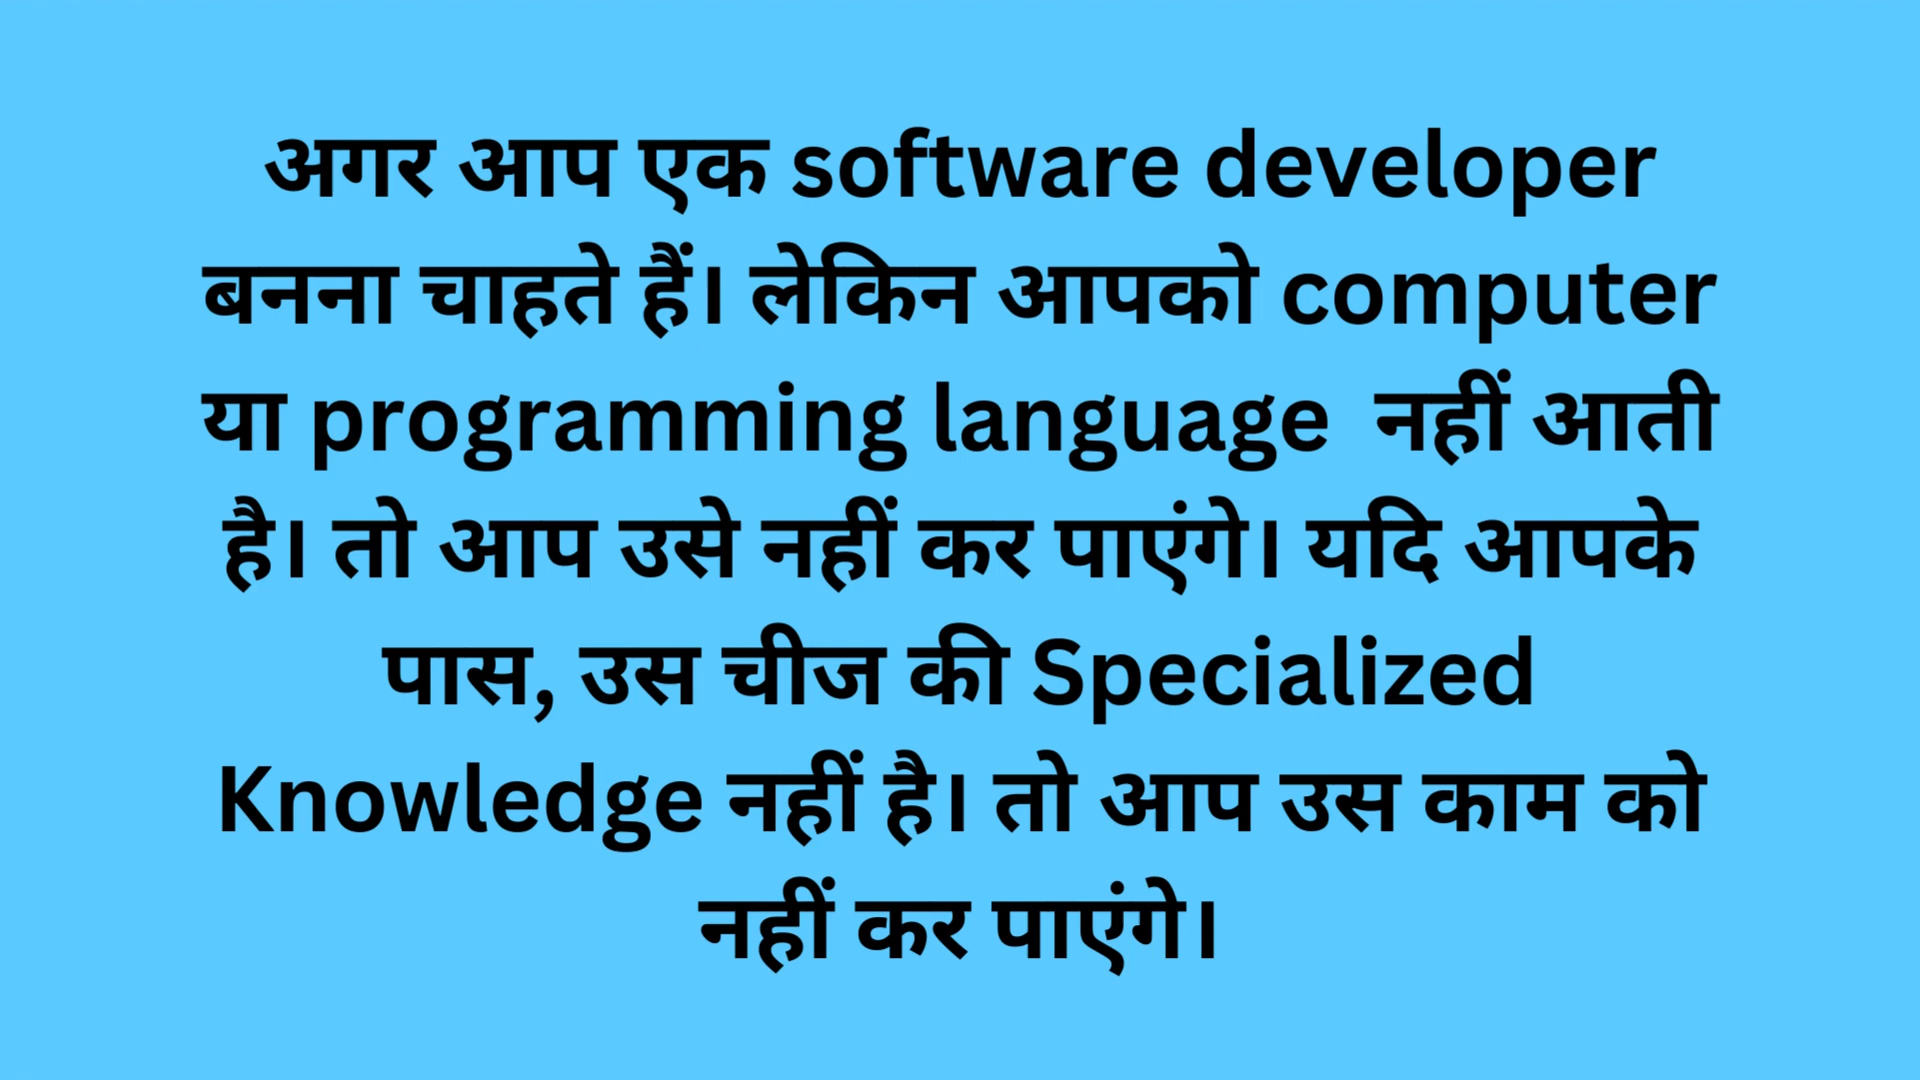 अगर आप एक software developer
बनना चाहते हैं। लेकिन आपको computer
या programming language  नहीं आती
है। तो आप उसे नहीं कर पाएंगे। यदि आपके
पास, उस चीज की Specialized
Knowledge नहीं है। तो आप उस काम को
नहीं कर पाएंगे।